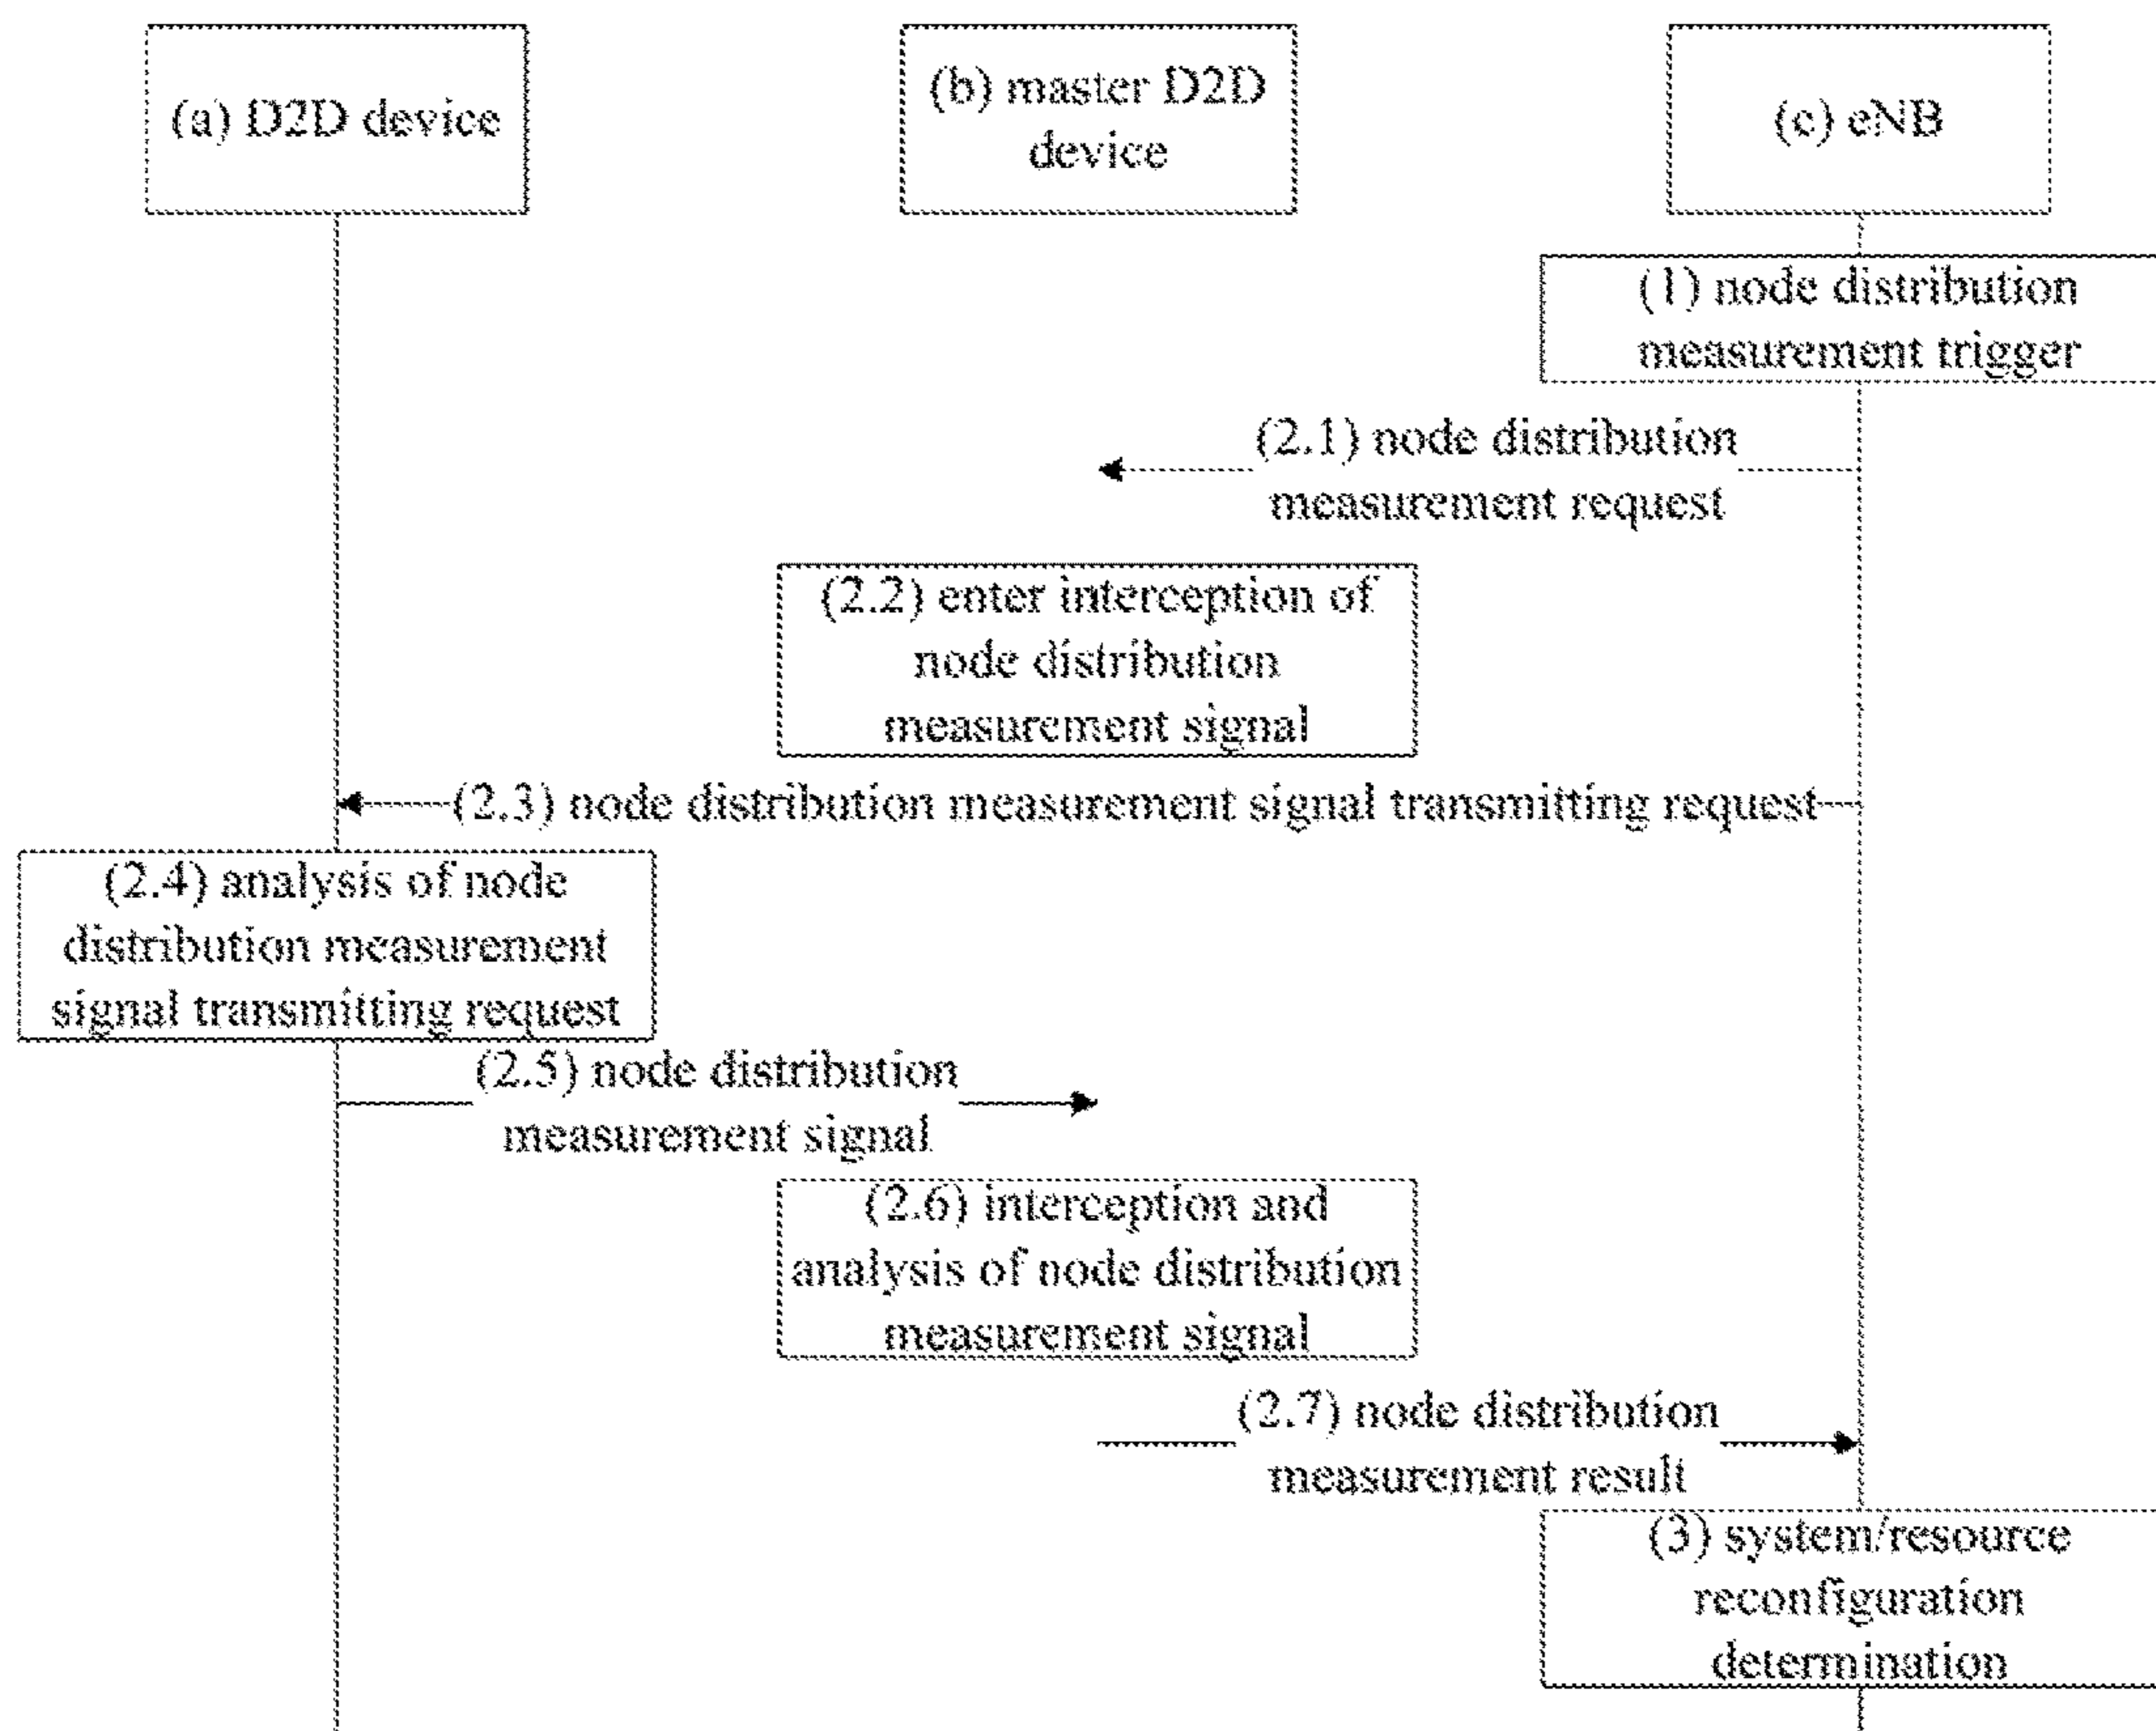 (a) D2D device
(b) master D2D
device
(c) eNB
(1) node distribution
measurement trigger
(2.1) node distribution
measurement request
(2.2) enter interception of
node distribution
measurement signal
(2.3) node distribution measurement signal transmitting request
(2.4) analysis of node
distribution measurement
signal transmitting request
(2.5) node distribution
measurement signal
(2.6) interception and
analysis of node distribution
measurement signal
(2.7) node distribution
measurement result
(3) system/resource
reconfiguration
determination